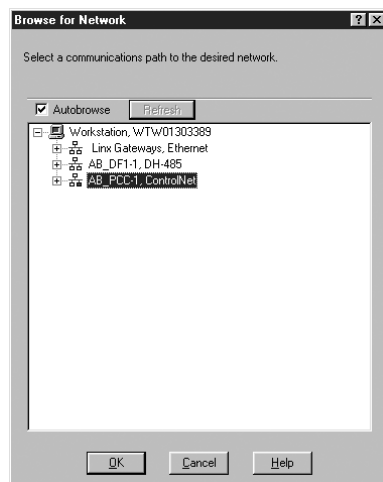 Browse for Network
Select a communications path to the desired network.
Autobrowse Refresh
Workstation, WTW01303389
Linx Gateways, Ethernet
AB_DF1-1, DH-485
AB_PCC-1, ControlNet
OK Cancel Help